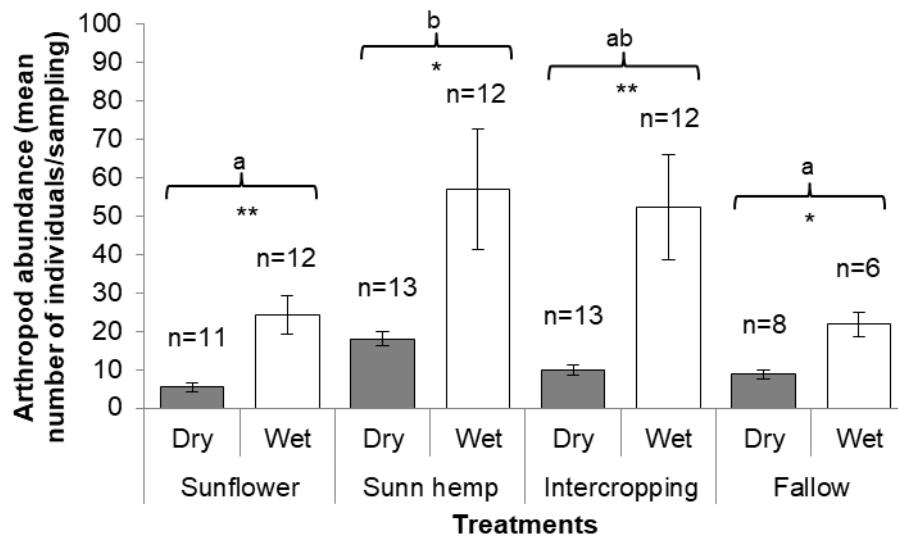 Arthropod abundance (mean
number of individuals/sampling)
100
90
80
70
60
50
40
30
20
10
0
a
**
n=11
n=12
b
*
n=13
n=12
ab
**
n=13
n=12
a
*
n=8
n=6
Dry Wet Dry Wet Dry Wet Dry Wet
Sunflower Sunn hemp Intercropping Fallow
Treatments